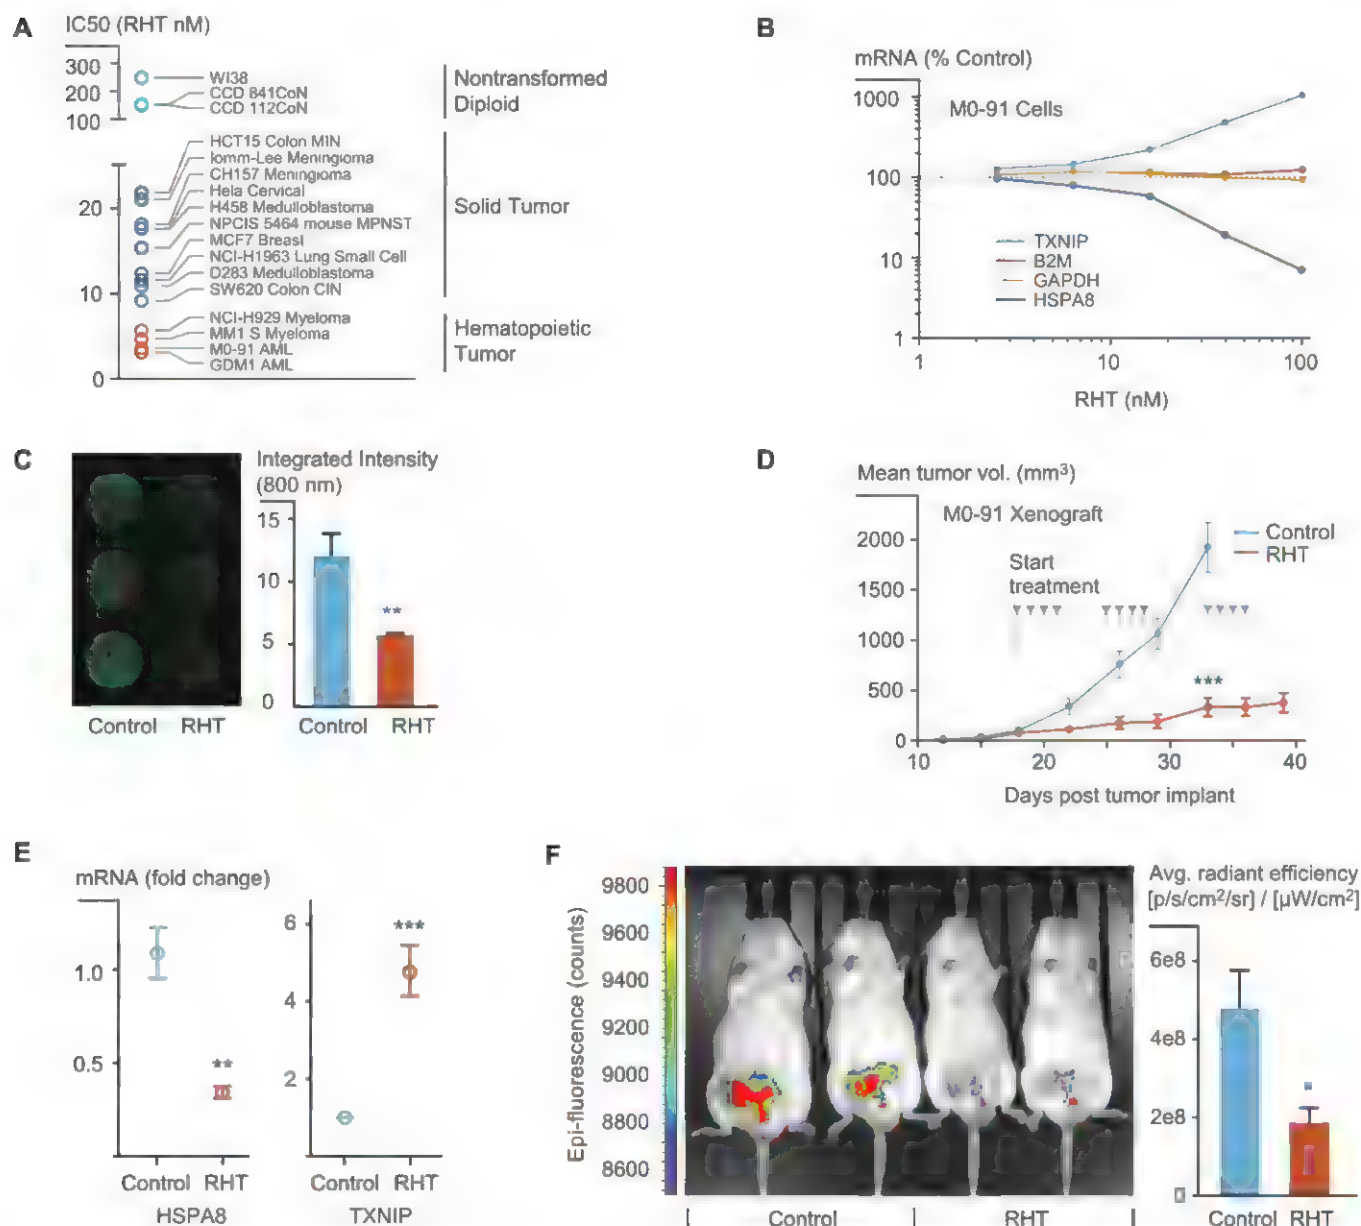 A
IC50 (RHT nM)
300
200
100
20
10
0
WI38
CCD 841CoN
CCD 112CoN
HCT15 Colon MIN
Iomm-Lee Meningioma
CH157 Meningioma
Hela Cervical
H458 Medulloblastoma
NPCIS 5464 mouse MPNST
MCF7 Breast
NCI-H1963 Lung Small Cell
D283 Medulloblastoma
SW620 Colon CIN
NCI-H929 Myeloma
MM1 S Myeloma
M0-91 AML
GDM1 AML
Nontransformed
Diploid
Solid Tumor
Hematopoietic
Tumor
B
mRNA (% Control)
M0-91 Cells
1000
100
10
1
TXNIP
B2M
GAPDH
HSPA8
1 10 100
RHT (nM)
C
Integrated Intensity
(800 nm)
15
10
5
0
**
Control RHT
Control RHT
D
Mean tumor vol. (mm³)
M0-91 Xenograft
Control
RHT
Start
treatment
2000
1500
1000
500
0
***
10 20 30 40
Days post tumor implant
E
mRNA (fold change)
1.0
0.5
**
Control RHT
HSPA8
6
4
2
***
Control RHT
TXNIP
F
Epi-fluorescence (counts)
9800
9600
9400
9200
9000
8800
8600
Control RHT
Avg. radiant efficiency
[p/s/cm²/sr] / [µW/cm²]
6e8
4e8
2e8
0
Control RHT